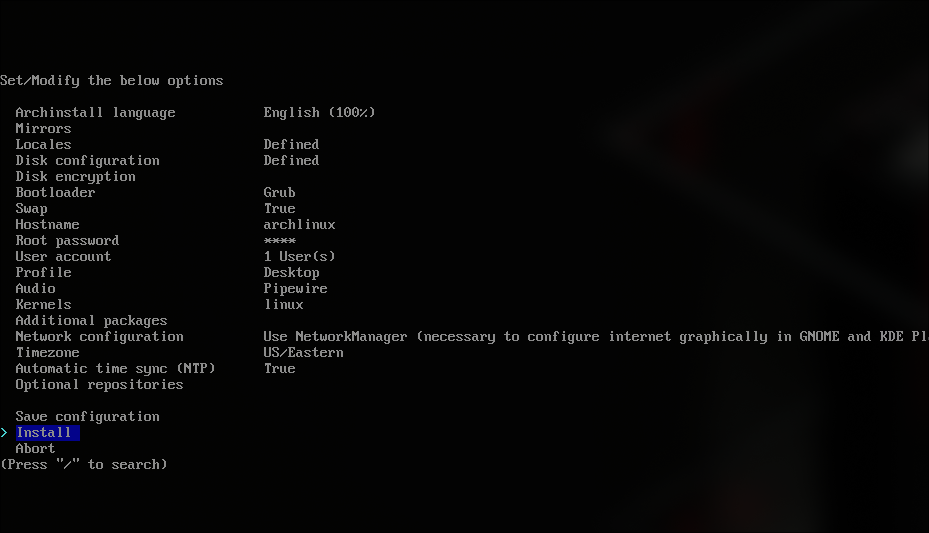 Set/Modify the below options
Archinstall language English (100%)
Mirrors
Locales Defined
Disk configuration Defined
Disk encryption
Bootloader Grub
Swap True
Hostname archlinux
Root password ****
User account 1 User(s)
Profile Desktop
Audio Pipewire
Kernels linux
Additional packages
Network configuration Use NetworkManager (necessary to configure internet graphically in GNOME and KDE Pl
Timezone US/Eastern
Automatic time sync (NTP) True
Optional repositories
Save configuration
> Install
Abort
(Press "/" to search)